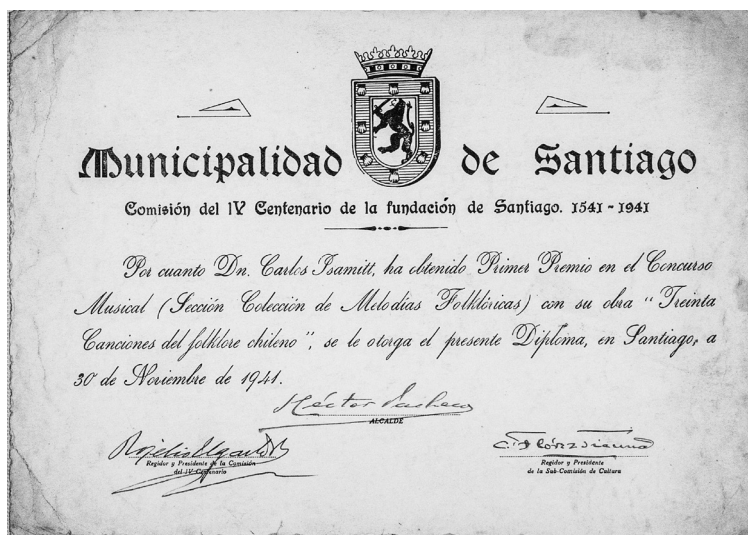 Municipalidad de Santiago
Comisión del IV Centenario de la fundación de Santiago. 1541 - 1941
Por cuanto Dn. Carlos Isamitt, ha obtenido Primer Premio en el Concurso
Musical (Sección Colección de Melodías Folklóricas) con su obra "Treinta
Canciones del folklore chileno", se le otorga el presente Diploma, en Santiago, a
30 de Noviembre de 1941.
Héctor
ALCALDE
Rogelio Ugarte
Regidor y Presidente de la Comisión
del IV Centenario
Regidor y Presidente
de la Sub-Comisión de Cultura